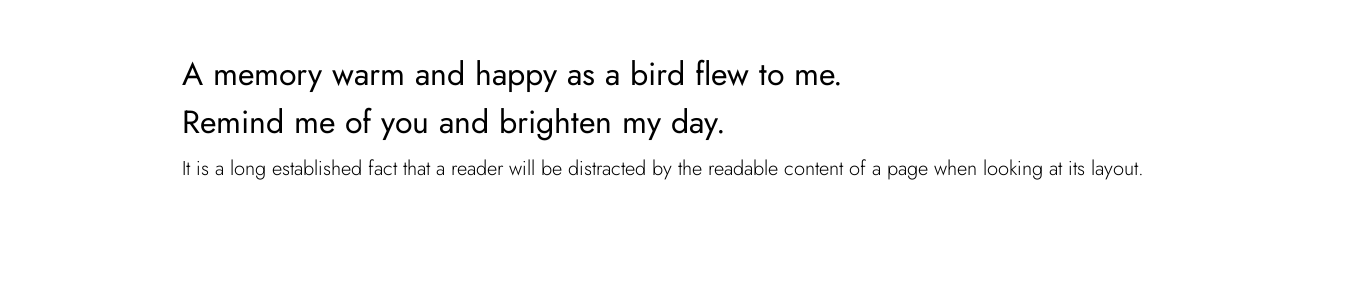 A memory warm and happy as a bird flew to me.
Remind me of you and brighten my day.
It is a long established fact that a reader will be distracted by the readable content of a page when looking at its layout.